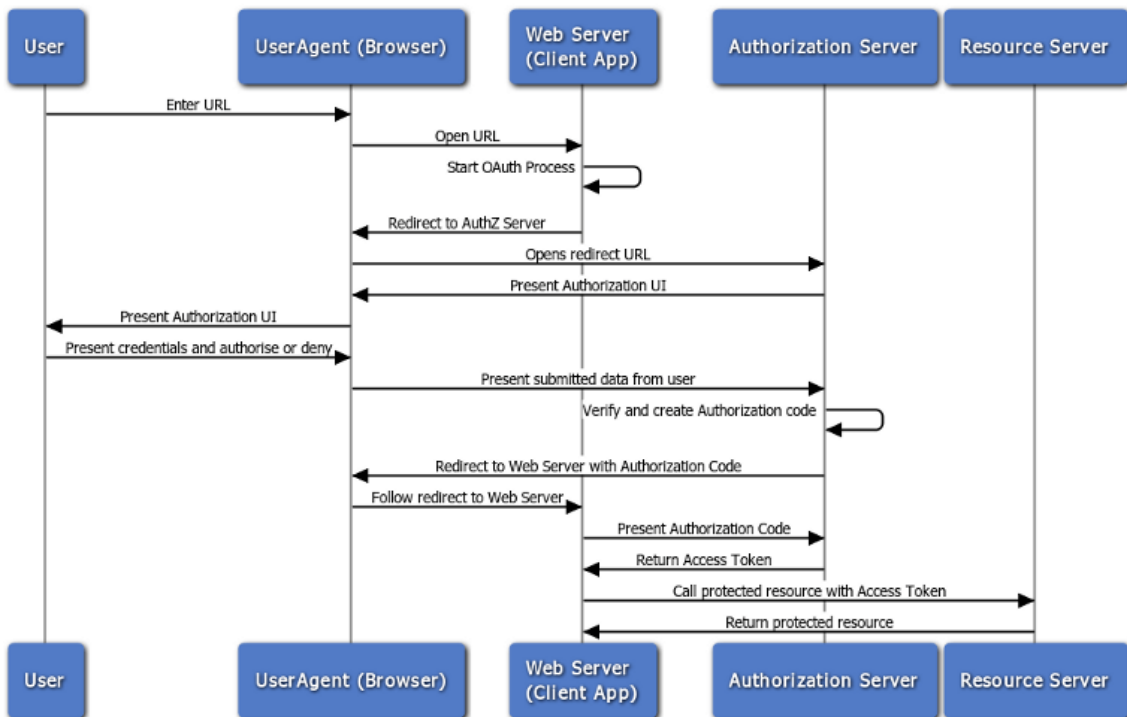 User
UserAgent (Browser)
Web Server
(Client App)
Authorization Server
Resource Server
Enter URL
Open URL
Start OAuth Process
Redirect to AuthZ Server
Opens redirect URL
Present Authorization UI
Present Authorization UI
Present credentials and authorise or deny
Present submitted data from user
Verify and create Authorization code
Redirect to Web Server with Authorization Code
Follow redirect to Web Server
Present Authorization Code
Return Access Token
Call protected resource with Access Token
Return protected resource
User
UserAgent (Browser)
Web Server
(Client App)
Authorization Server
Resource Server